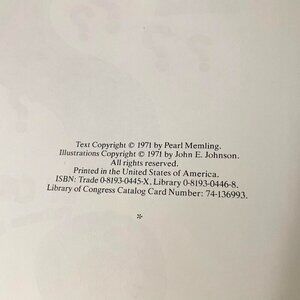 Text Copyright © 1971 by Pearl Memling.
Illustrations Copyright © 1971 by John E. Johnson.
All rights reserved.
Printed in the United States of America.
ISBN: Trade 0-8193-0445-X, Library 0-8193-0446-8.
Library of Congress Catalog Card Number: 74-136993.
*